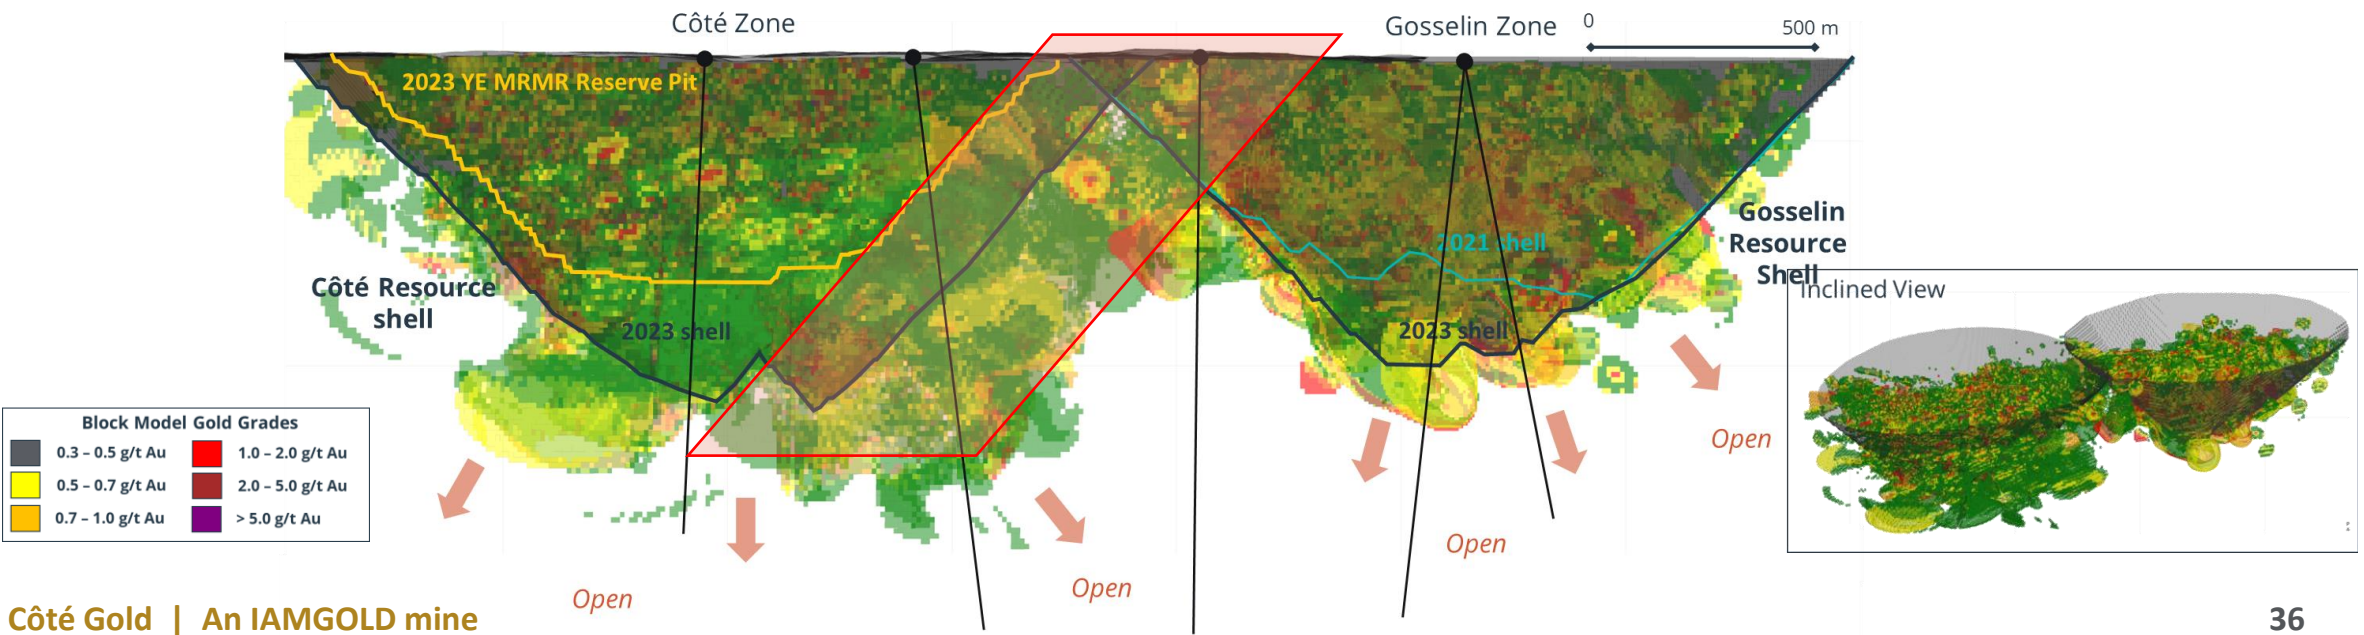 Côté Zone
Gosselin Zone
0
500 m
2023 YE MRMR Reserve Pit
2021 shell
Gosselin
Resource
Shell
Côté Resource
shell
2023 shell
2023 shell
Inclined View
Block Model Gold Grades
0.3 – 0.5 g/t Au
1.0 – 2.0 g/t Au
0.5 – 0.7 g/t Au
2.0 – 5.0 g/t Au
0.7 – 1.0 g/t Au
> 5.0 g/t Au
Open
Open
Open
Open
Côté Gold | An IAMGOLD mine
36